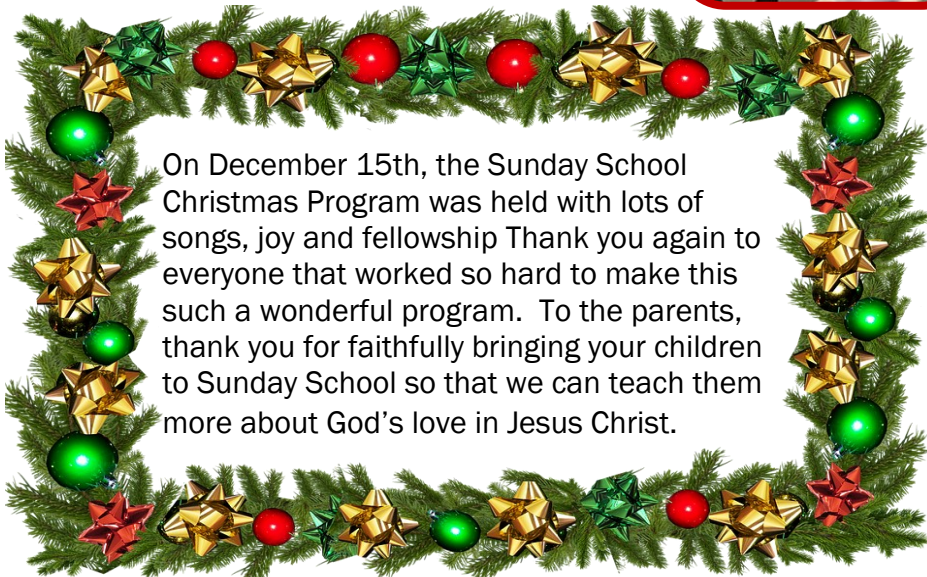 On December 15th, the Sunday School
Christmas Program was held with lots of
songs, joy and fellowship Thank you again to
everyone that worked so hard to make this
such a wonderful program.  To the parents,
thank you for faithfully bringing your children
to Sunday School so that we can teach them
more about God’s love in Jesus Christ.